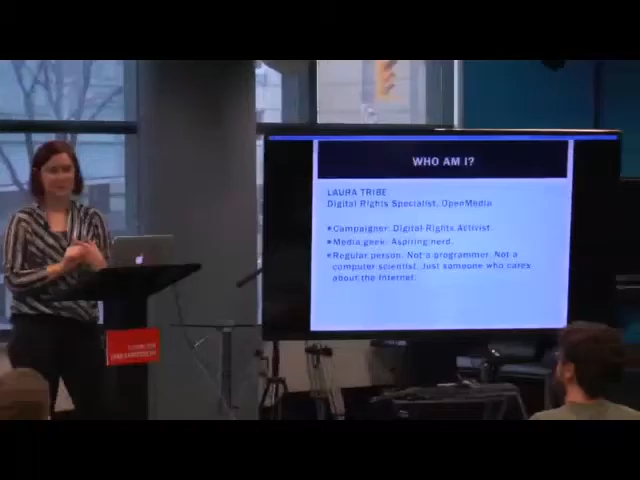 WHO AM I?
LAURA TRIBE
Digital Rights Specialist, OpenMedia
Campaigner. Digital Rights Activist.
Media geek. Aspiring nerd.
Regular person. Not a programmer. Not a
computer scientist. Just someone who cares
about the Internet.